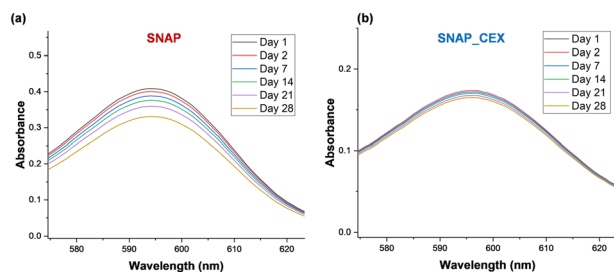 (a)
SNAP
Day 1
Day 2
Day 7
Day 14
Day 21
Day 28
0.5
0.4
0.3
0.2
0.1
0.0
Absorbance
580
590
600
610
620
Wavelength (nm)
(b)
SNAP_CEX
Day 1
Day 2
Day 7
Day 14
Day 21
Day 28
0.2
0.1
0.0
Absorbance
580
590
600
610
620
Wavelength (nm)